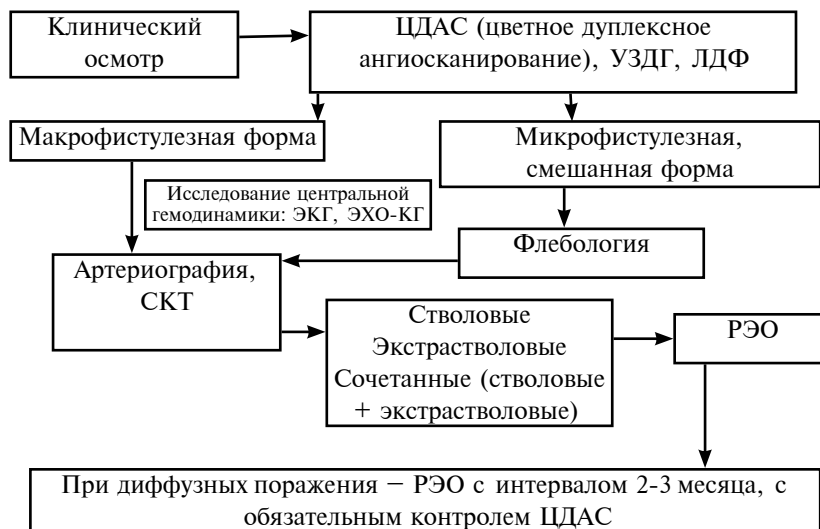 Клинический
осмотр
ЦДАС (цветное дуплексное
ангиосканирование), УЗДГ, ЛДФ
Макрофистулезная форма
Микрофистулезная,
смешанная форма
Исследование центральной
гемодинамики: ЭКГ, ЭХО-КГ
Флебология
Артериография,
СКТ
Стволовые
Экстрастволовые
Сочетанные (стволовые
+ экстрастволовые)
РЭО
При диффузных поражения – РЭО с интервалом 2-3 месяца, с
обязательным контролем ЦДАС